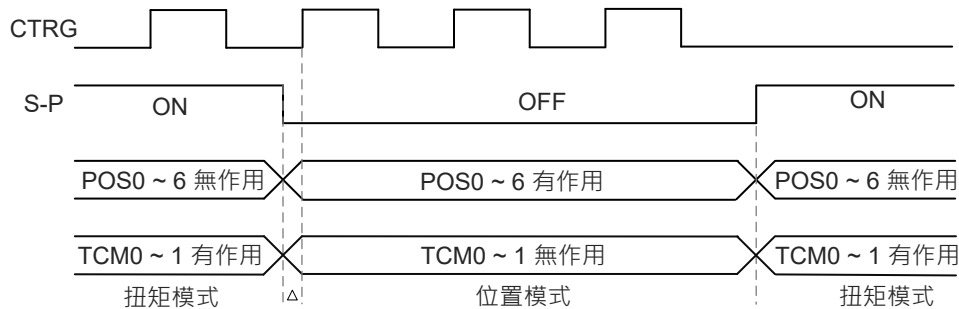 CTRG
S-P ON OFF ON
POS0 ~ 6 無作用 POS0 ~ 6 有作用 POS0 ~ 6 無作用
TCM0 ~ 1 有作用 TCM0 ~ 1 無作用 TCM0 ~ 1 有作用
扭矩模式 △ 位置模式 扭矩模式